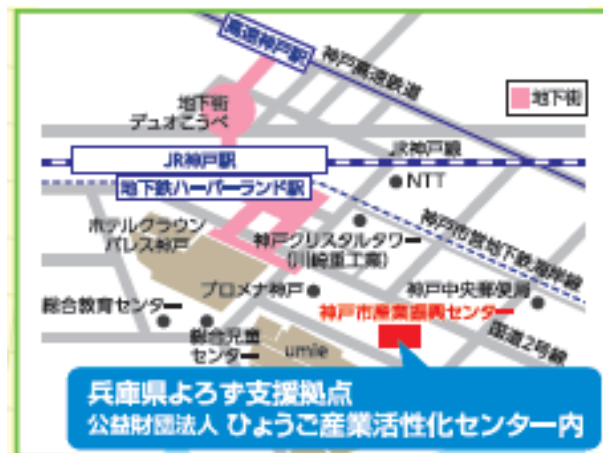 高速神戸駅
神戸高速鉄道
地下街
地下街
デュオこうべ
JR神戸駅
JR神戸線
地下鉄ハーバーランド駅
NTT
神戸市営地下鉄海岸線
ホテルクラウン
パレス神戸
神戸クリスタルタワー
(川崎重工業)
プロメナ神戸
神戸中央郵便局
総合教育センター
神戸市産業振興センター
国道2号線
総合児童
センター
umie
兵庫県よろず支援拠点
公益財団法人 ひょうご産業活性化センター内